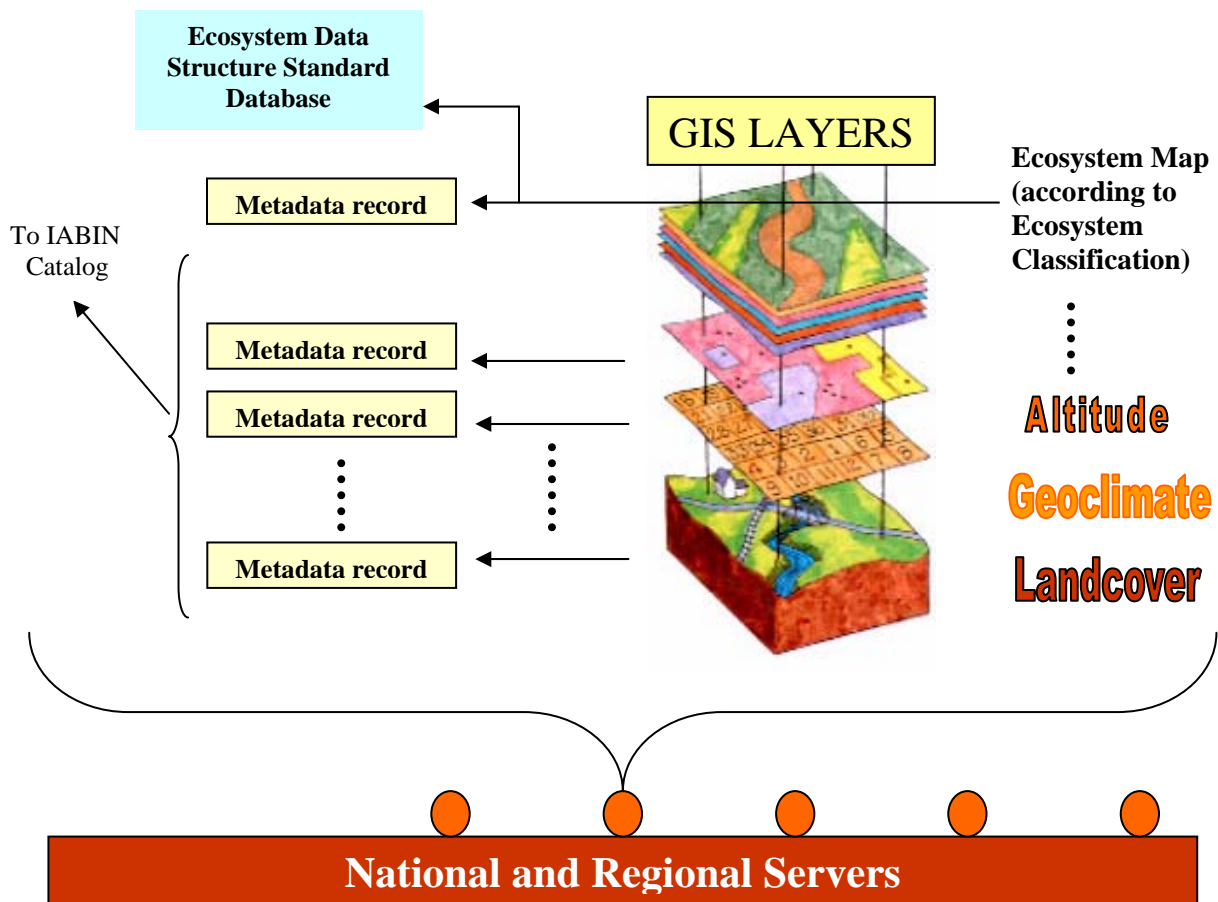 Ecosystem Data
Structure Standard
Database
GIS LAYERS
Ecosystem Map
(according to
Ecosystem
Classification)
Metadata record
To IABIN
Catalog
Metadata record
Metadata record
Altitude
Geoclimate
Metadata record
Landcover
National and Regional Servers